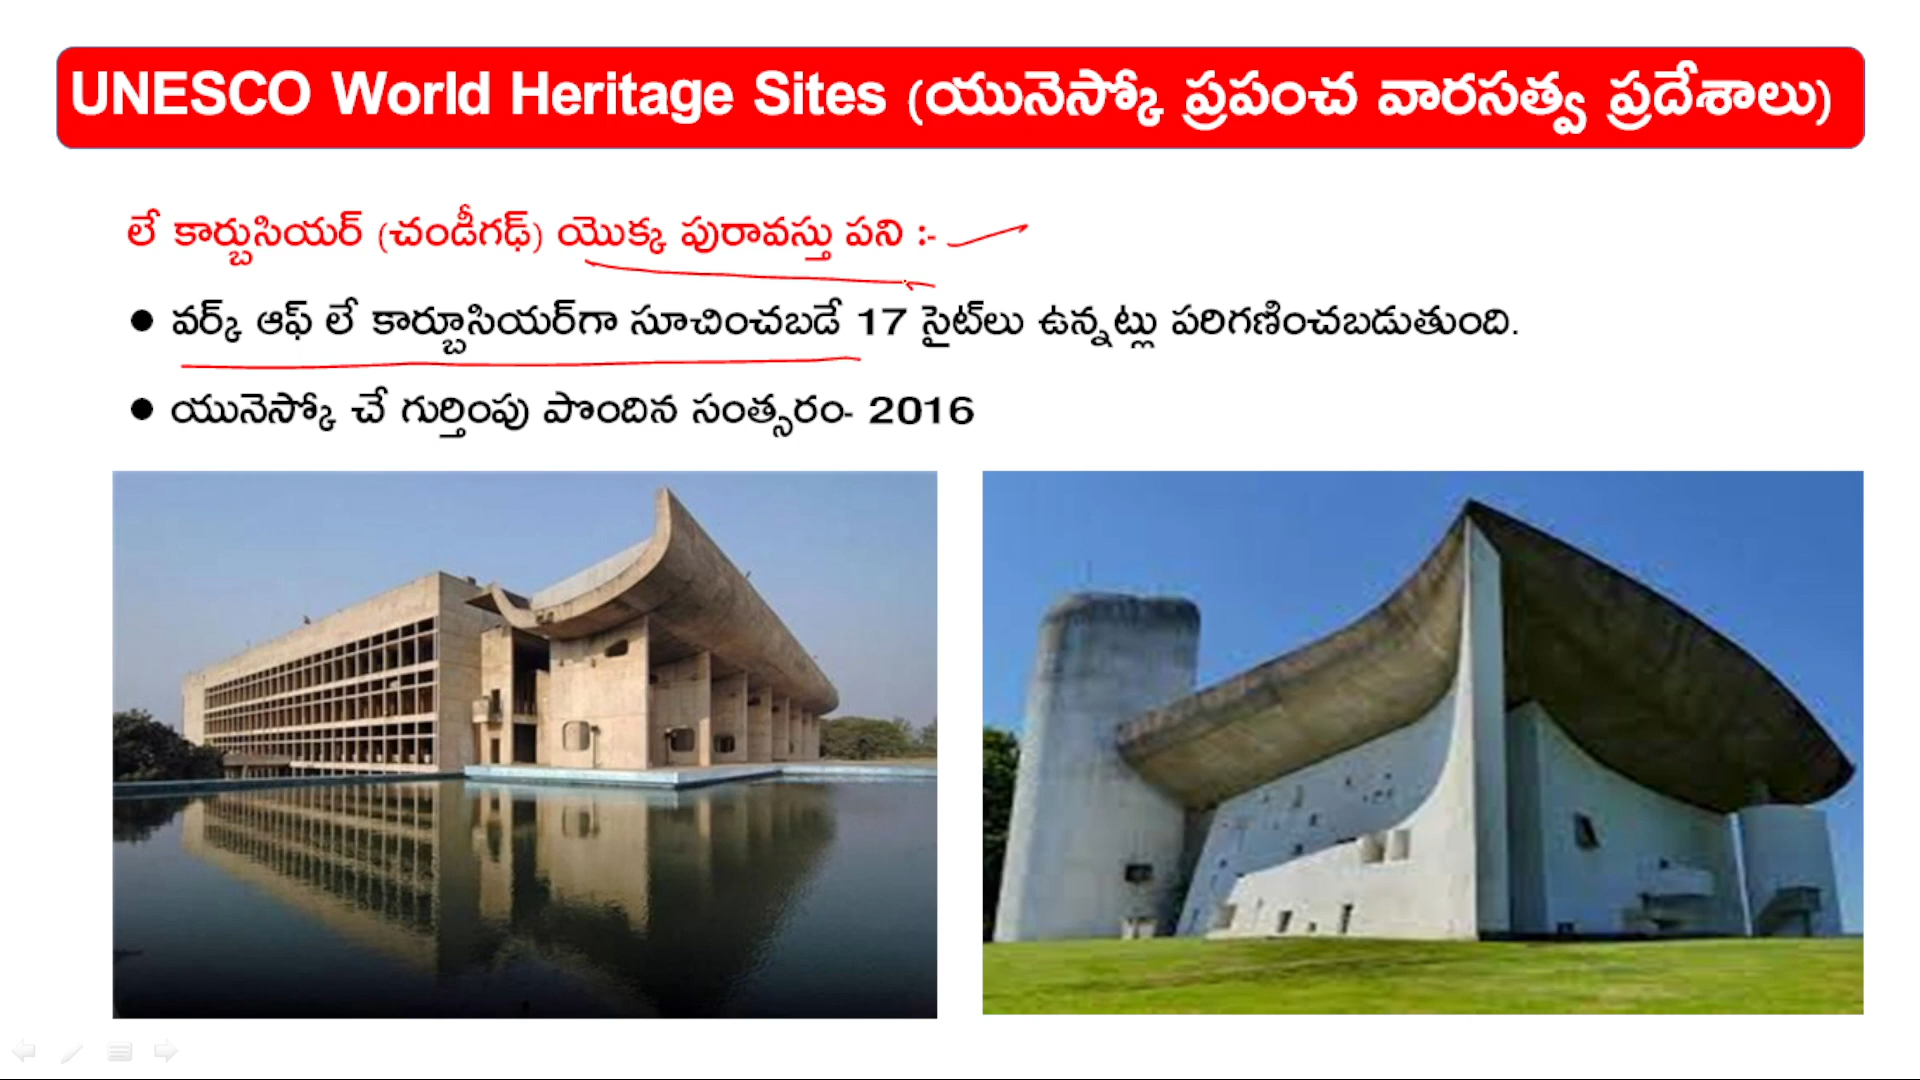 UNESCO World Heritage Sites (యునెస్కో ప్రపంచ వారసత్వ ప్రదేశాలు)
లే కార్బుసియర్ (చండీగఢ్) యొక్క పురావస్తు పని :-
● వర్క్ ఆఫ్ లే కార్బూసియర్‌గా సూచించబడే 17 సైట్‌లు ఉన్నట్లు పరిగణించబడుతుంది.
● యునెస్కో చే గుర్తింపు పొందిన సంత్సరం- 2016